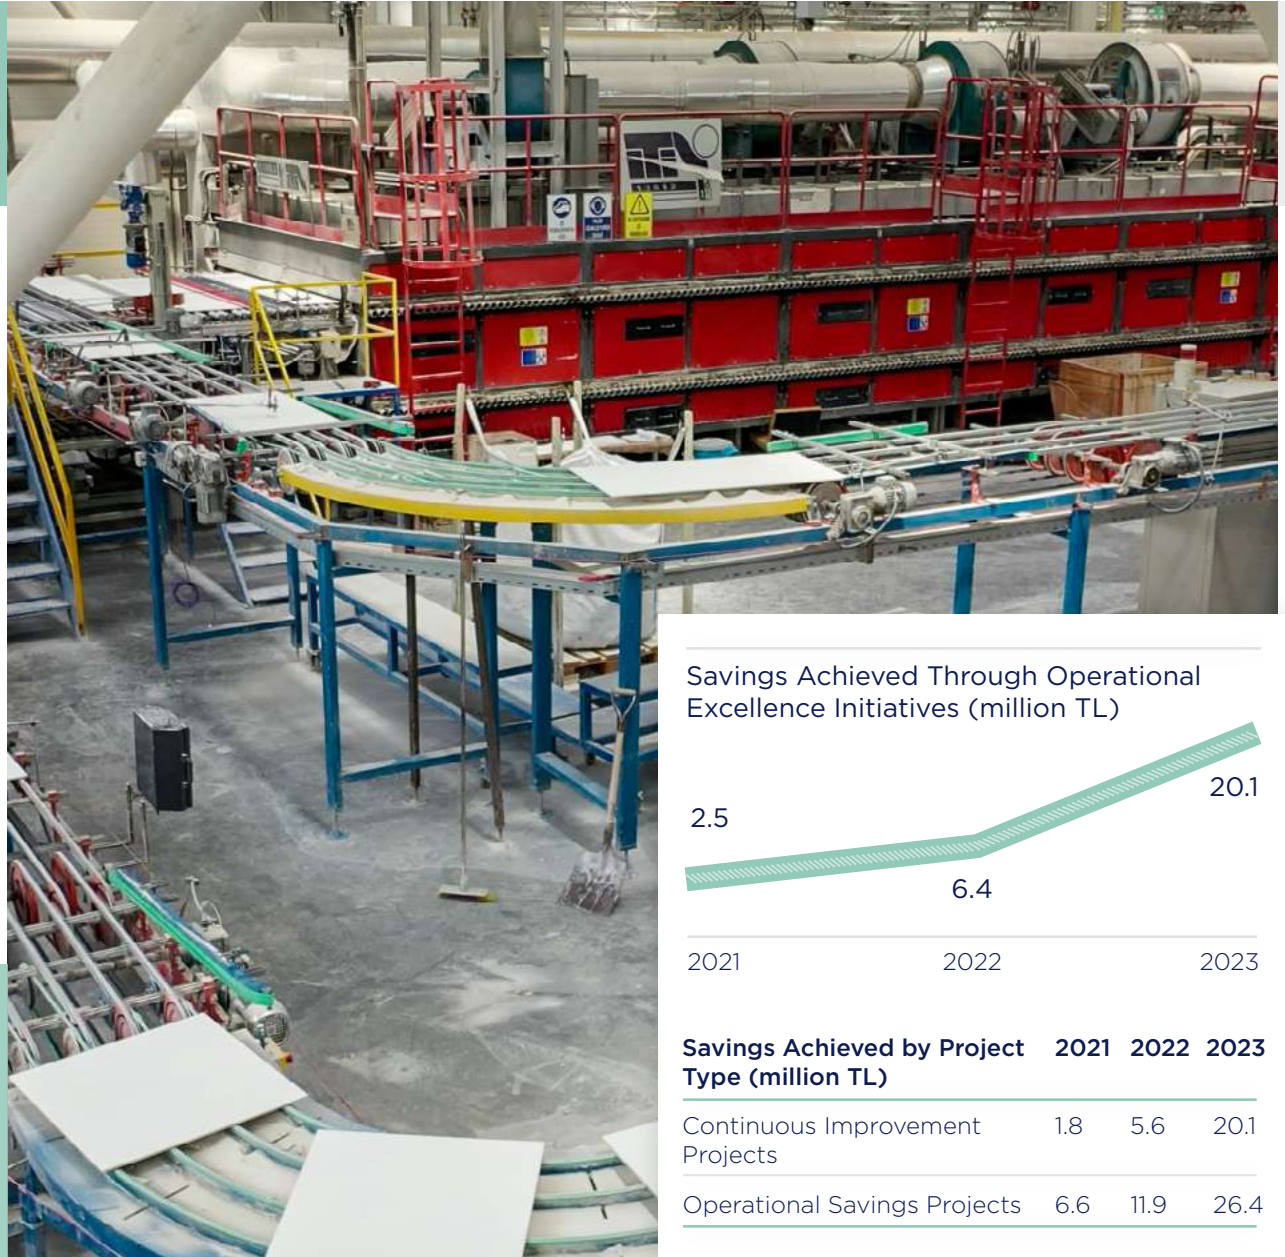 Savings Achieved Through Operational
Excellence Initiatives (million TL)
2.5
20.1
6.4
2021 2022 2023
Savings Achieved by Project 2021 2022 2023
Type (million TL)
Continuous Improvement 1.8 5.6 20.1
Projects
Operational Savings Projects 6.6 11.9 26.4